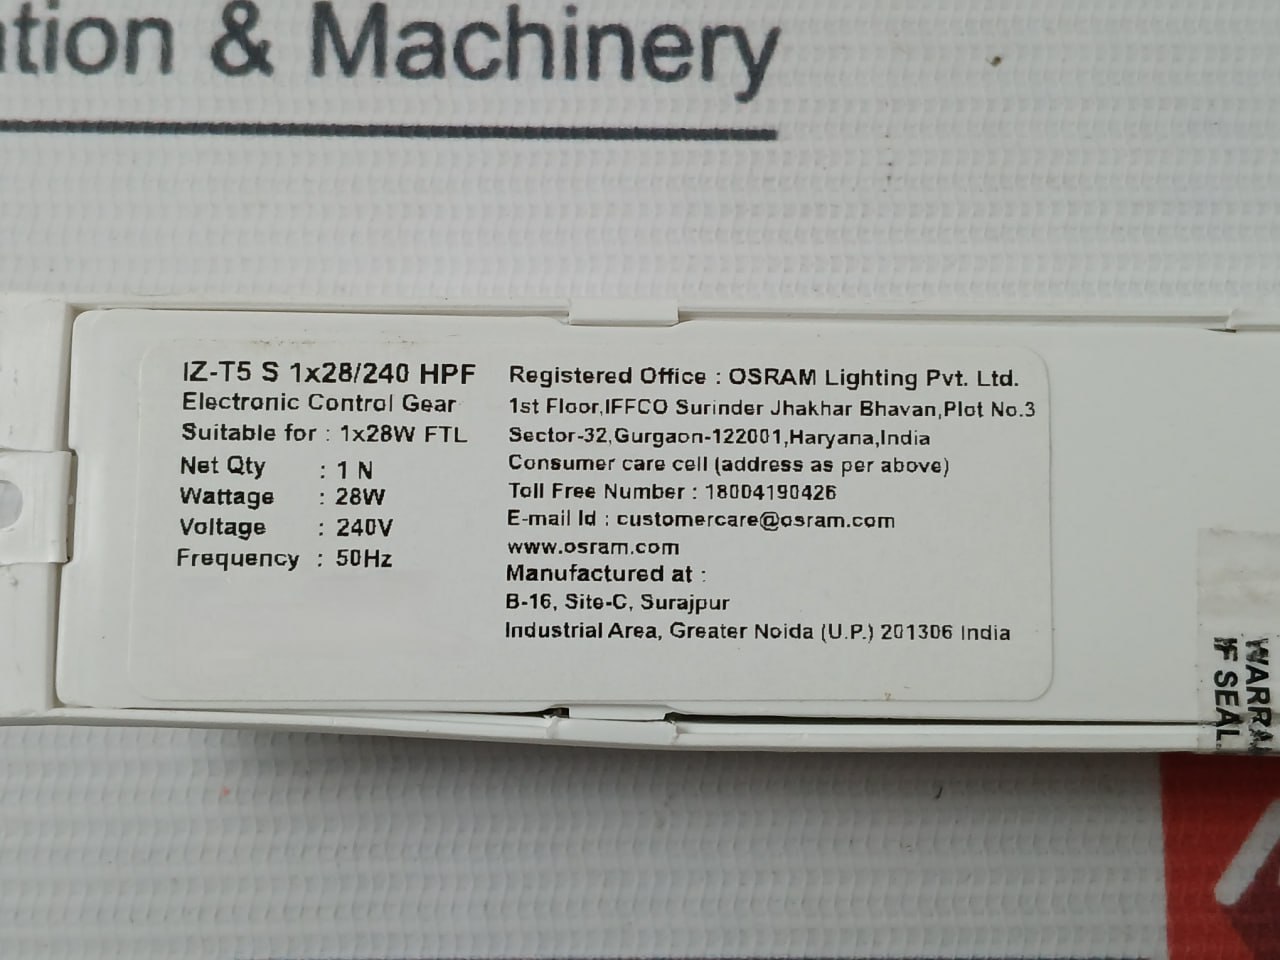 ation & Machinery
IZ-T5 S 1x28/240 HPF
Electronic Control Gear
Suitable for : 1x28W FTL
Net Qty : 1 N
Wattage : 28W
Voltage : 240V
Frequency : 50Hz
Registered Office : OSRAM Lighting Pvt. Ltd.
1st Floor,IFFCO Surinder Jhakhar Bhavan,Plot No.3
Sector-32,Gurgaon-122001,Haryana,India
Consumer care cell (address as per above)
Toll Free Number : 18004190426
E-mail Id : customercare@osram.com
www.osram.com
Manufactured at :
B-16, Site-C, Surajpur
Industrial Area, Greater Noida (U.P.) 201306 India
WARRA
IF SEAL